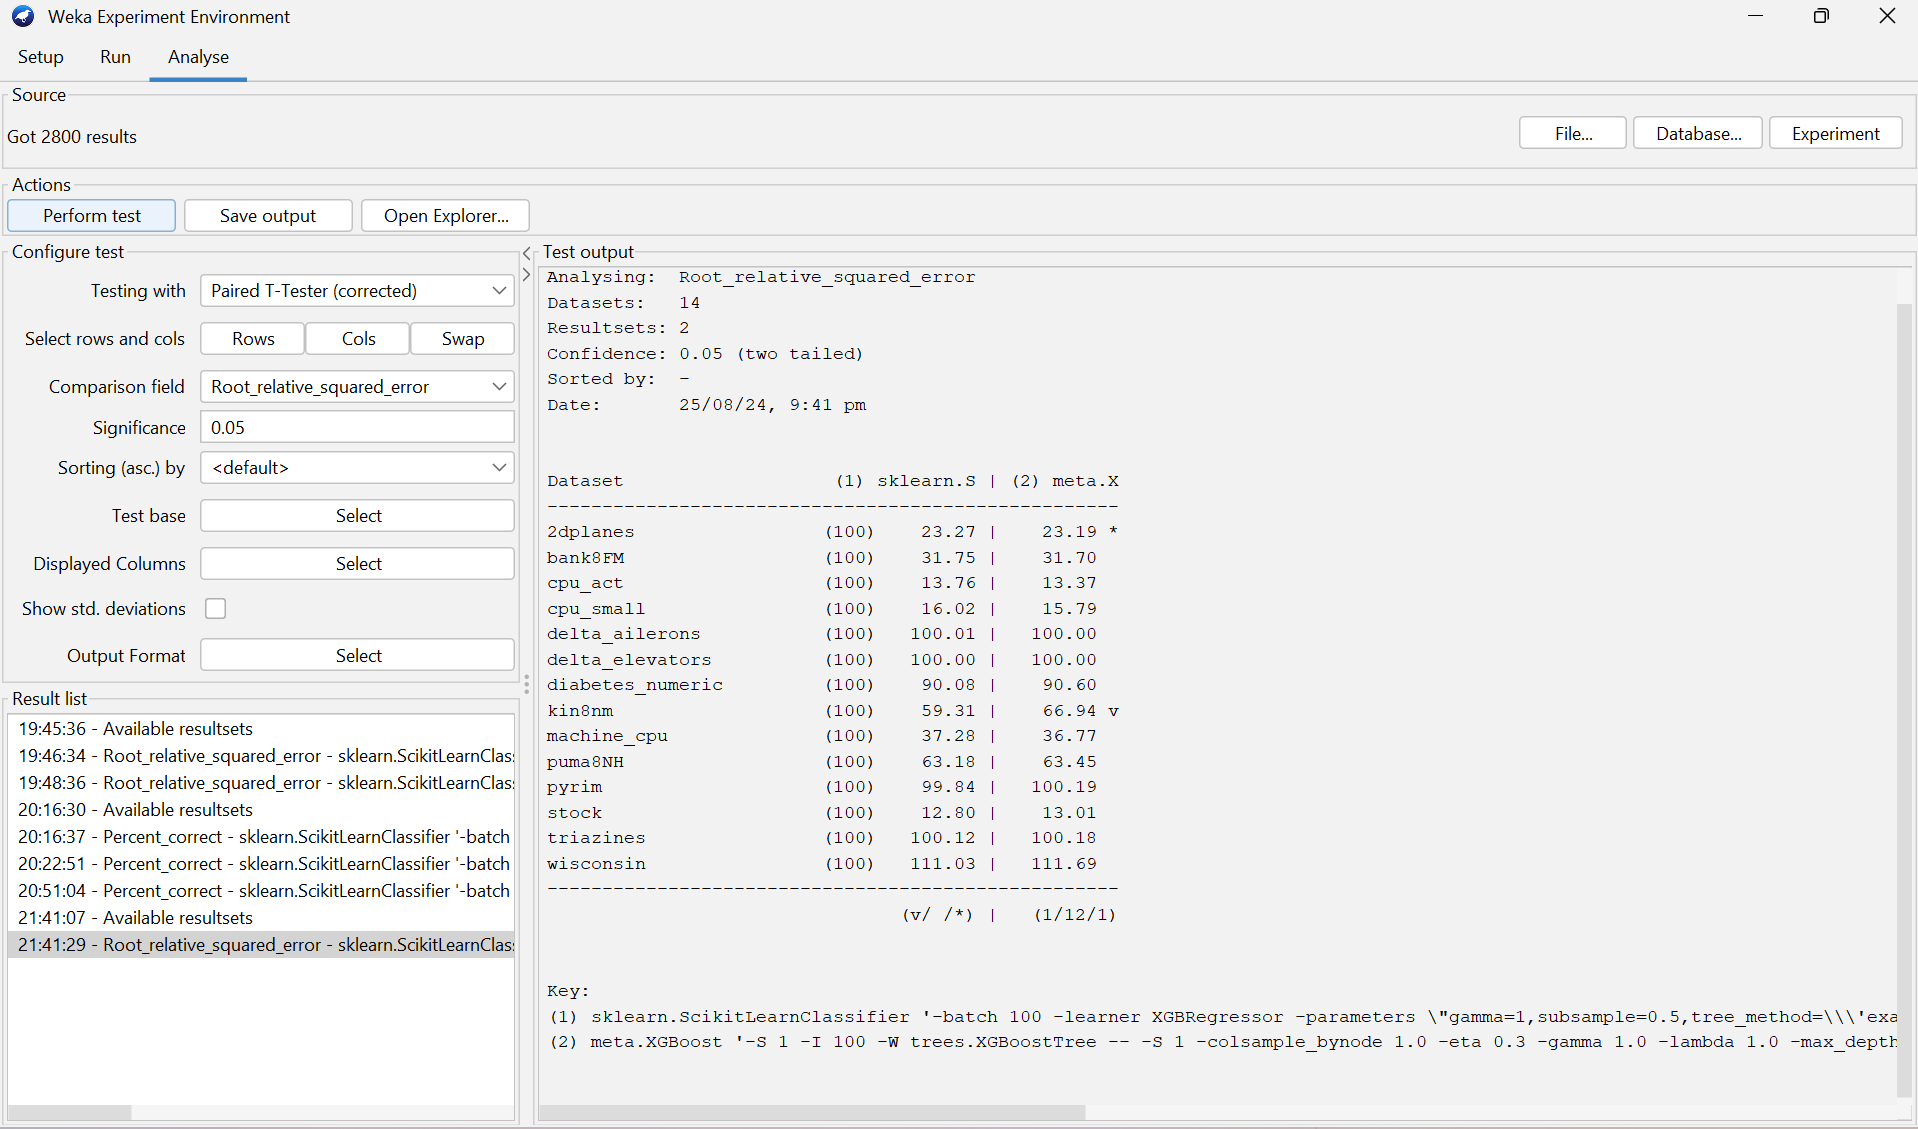 Weka Experiment Environment
Setup Run Analyse
Source
Got 2800 results
File... Database... Experiment
Actions
Perform test Save output Open Explorer...
Configure test
Testing with Paired T-Tester (corrected)
Select rows and cols Rows Cols Swap
Comparison field Root_relative_squared_error
Significance 0.05
Sorting (asc.) by <default>
Test base Select
Displayed Columns Select
Show std. deviations
Output Format Select
Result list
19:45:36 - Available resultsets
19:46:34 - Root_relative_squared_error - sklearn.ScikitLearnClas
19:48:36 - Root_relative_squared_error - sklearn.ScikitLearnClas
20:16:30 - Available resultsets
20:16:37 - Percent_correct - sklearn.ScikitLearnClassifier '-batch
20:22:51 - Percent_correct - sklearn.ScikitLearnClassifier '-batch
20:51:04 - Percent_correct - sklearn.ScikitLearnClassifier '-batch
21:41:07 - Available resultsets
21:41:29 - Root_relative_squared_error - sklearn.ScikitLearnClas
Test output
Analysing: Root_relative_squared_error
Datasets: 14
Resultsets: 2
Confidence: 0.05 (two tailed)
Sorted by: -
Date: 25/08/24, 9:41 pm
Dataset (1) sklearn.S | (2) meta.X
----------------------------------------------------
2dplanes (100) 23.27 | 23.19 *
bank8FM (100) 31.75 | 31.70
cpu_act (100) 13.76 | 13.37
cpu_small (100) 16.02 | 15.79
delta_ailerons (100) 100.01 | 100.00
delta_elevators (100) 100.00 | 100.00
diabetes_numeric (100) 90.08 | 90.60
kin8nm (100) 59.31 | 66.94 v
machine_cpu (100) 37.28 | 36.77
puma8NH (100) 63.18 | 63.45
pyrim (100) 99.84 | 100.19
stock (100) 12.80 | 13.01
triazines (100) 100.12 | 100.18
wisconsin (100) 111.03 | 111.69
----------------------------------------------------
(v/ /*) | (1/12/1)
Key:
(1) sklearn.ScikitLearnClassifier '-batch 100 -learner XGBRegressor -parameters \"gamma=1,subsample=0.5,tree_method=\\\'exa
(2) meta.XGBoost '-S 1 -I 100 -W trees.XGBoostTree -- -S 1 -colsample_bynode 1.0 -eta 0.3 -gamma 1.0 -lambda 1.0 -max_depth